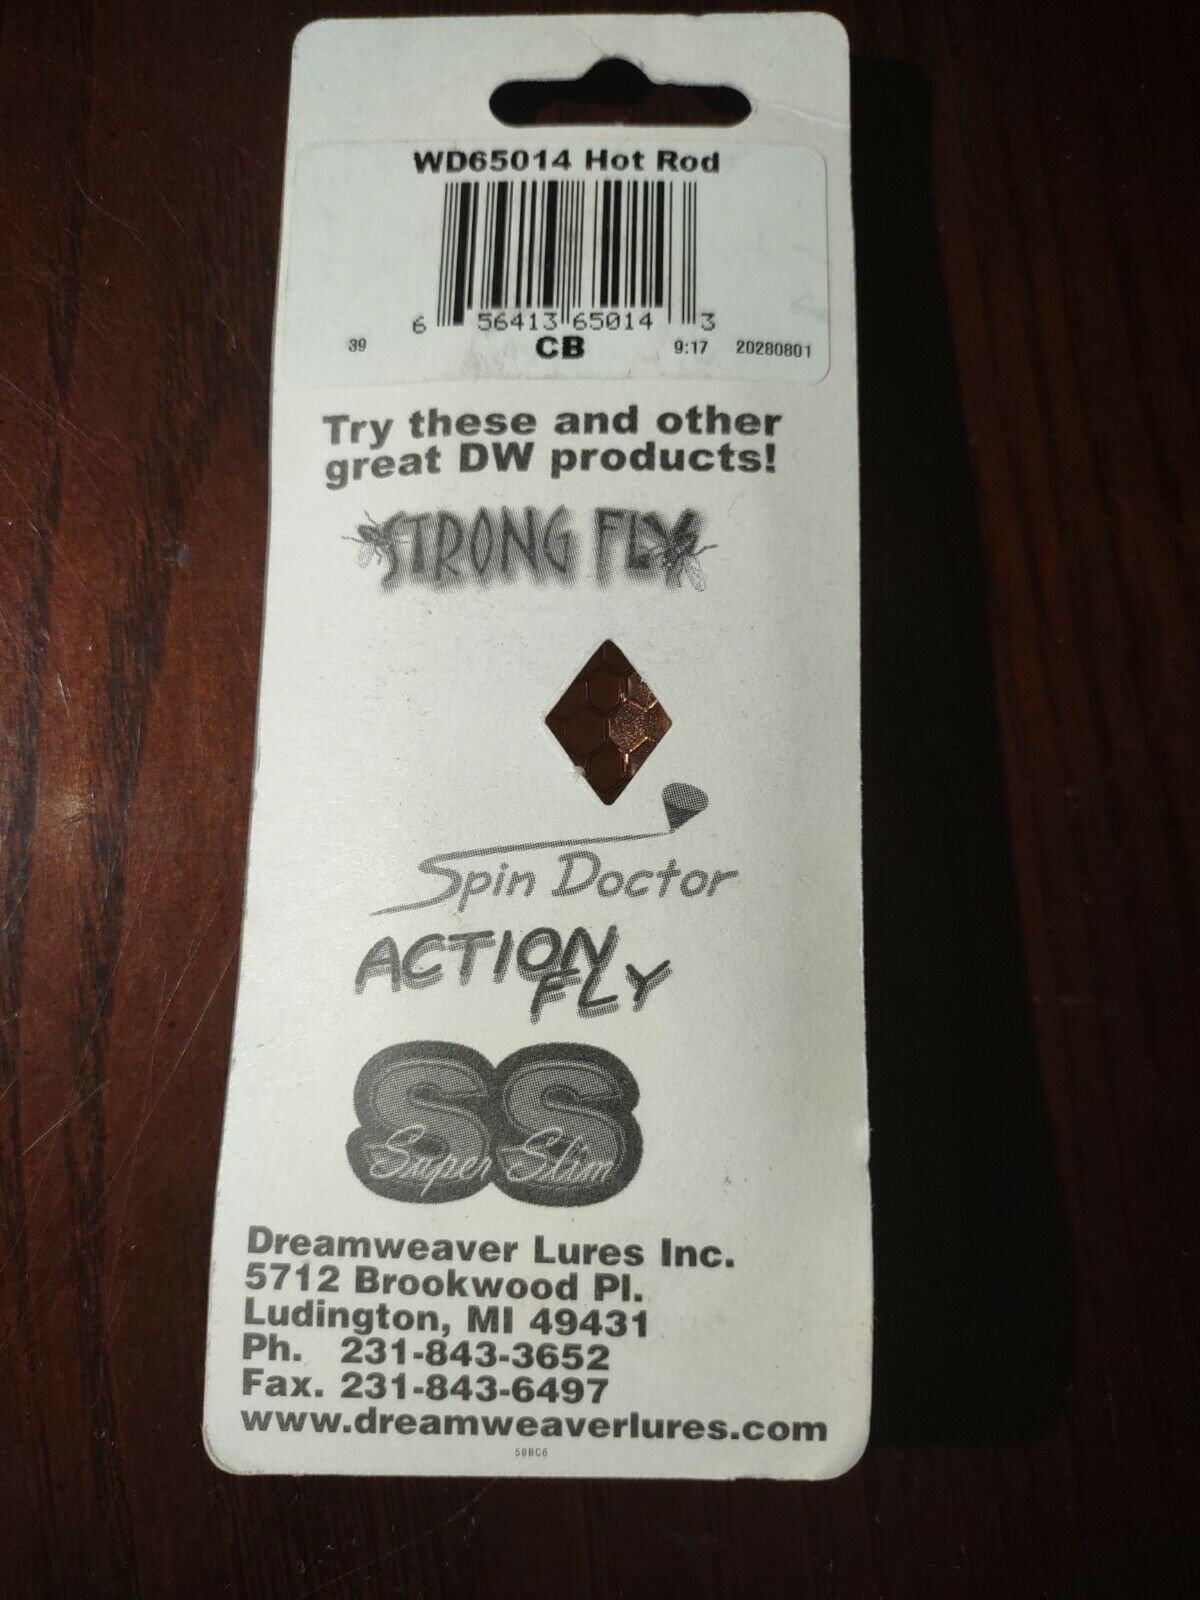 WD65014 Hot Rod
6 56413 65014 3
39 CB 9:17 20280801
Try these and other
great DW products!
STRONG FLY
Spin Doctor
ACTION
FLY
SS
Super Slim
Dreamweaver Lures Inc.
5712 Brookwood Pl.
Ludington, MI 49431
Ph. 231-843-3652
Fax. 231-843-6497
www.dreamweaverlures.com
58BC6